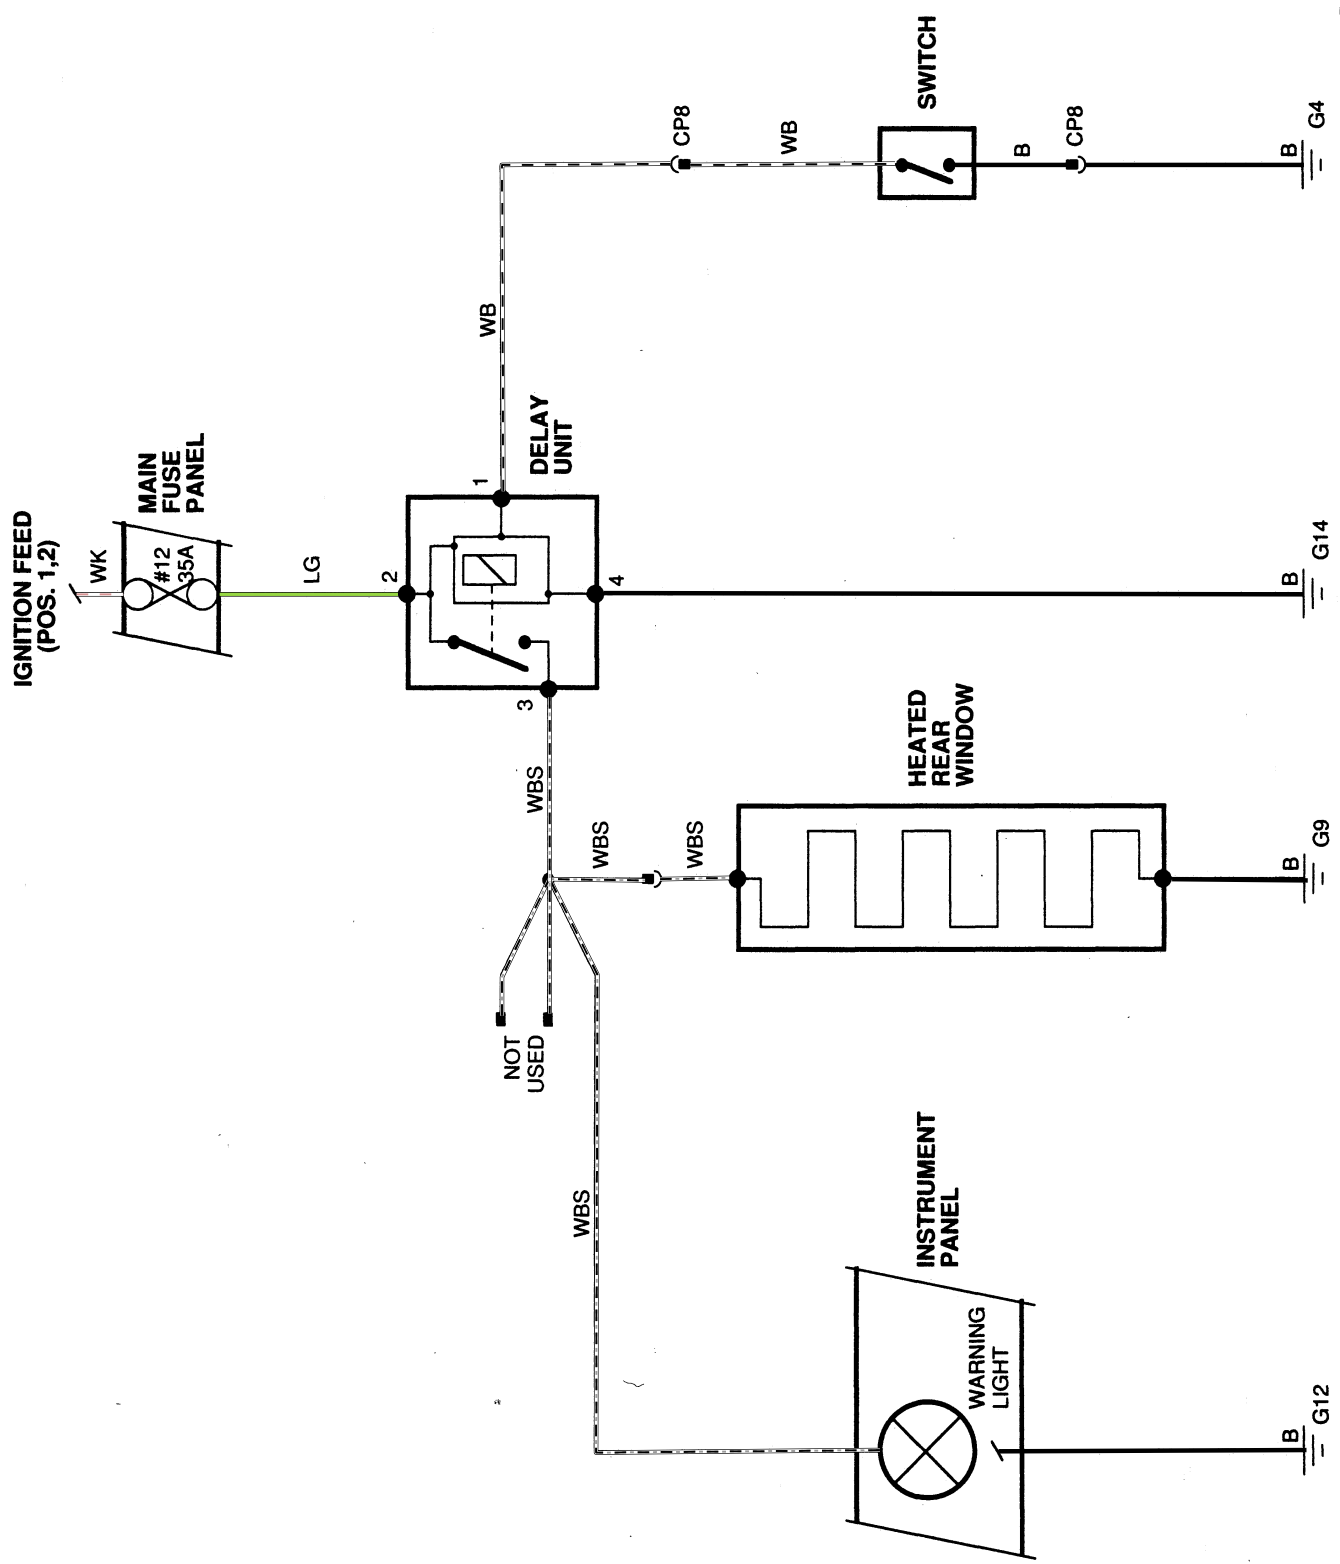 IGNITION FEED
(POS. 1,2)
WK
MAIN
FUSE
PANEL
#12
35A
LG
2
1
DELAY
UNIT
4
3
WB
CP8
WB
SWITCH
B
CP8
B
G4
B
G14
WBS
WBS
WBS
HEATED
REAR
WINDOW
B
G9
NOT
USED
WBS
INSTRUMENT
PANEL
WARNING
LIGHT
B
G12